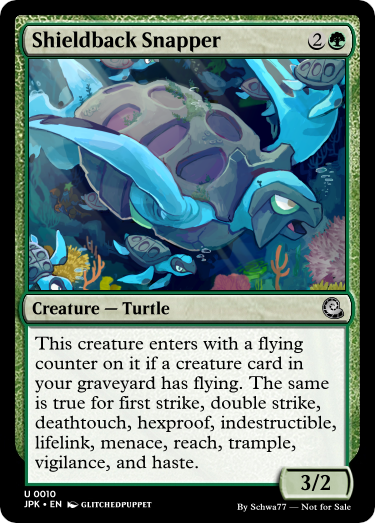 Shieldback Snapper 2
Creature — Turtle
This creature enters with a flying
counter on it if a creature card in
your graveyard has flying. The same
is true for first strike, double strike,
deathtouch, hexproof, indestructible,
lifelink, menace, reach, trample,
vigilance, and haste.
3/2
U 0010
JPK • EN GLITCHEDPUPPET
By Schwa77 — Not for Sale